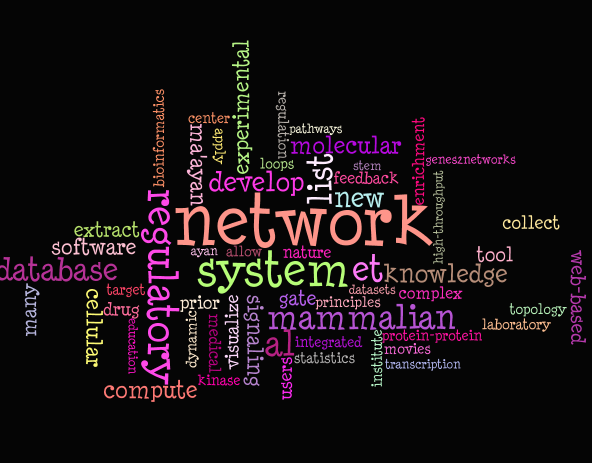 experimental
bioinformatics
regulation
center
pathways
ma'ayan
apply
molecular
enrichment
loops
list
stem
genes2networks
develop
feedback
high-throughput
regulatory
new
network
collect
extract
software
ayan
allow
nature
tool
web-based
database
system
et
knowledge
target
datasets
complex
many
cellular
drug
prior
visualize
signaling
gate
principles
topology
education
dynamic
medical
mammalian
laboratory
al
integrated
protein-protein
institute
movies
users
statistics
transcription
compute
kinase